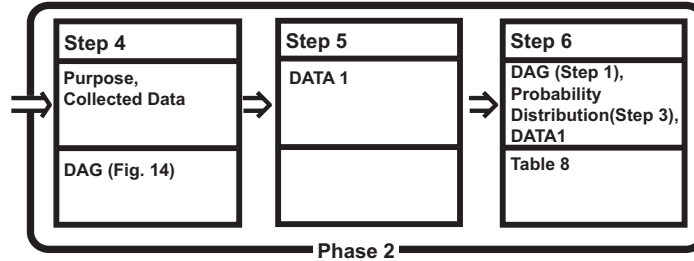 Step 4
Purpose,
Collected Data
DAG (Fig. 14)
Step 5
DATA 1
Step 6
DAG (Step 1),
Probability
Distribution(Step 3),
DATA1
Table 8
Phase 2